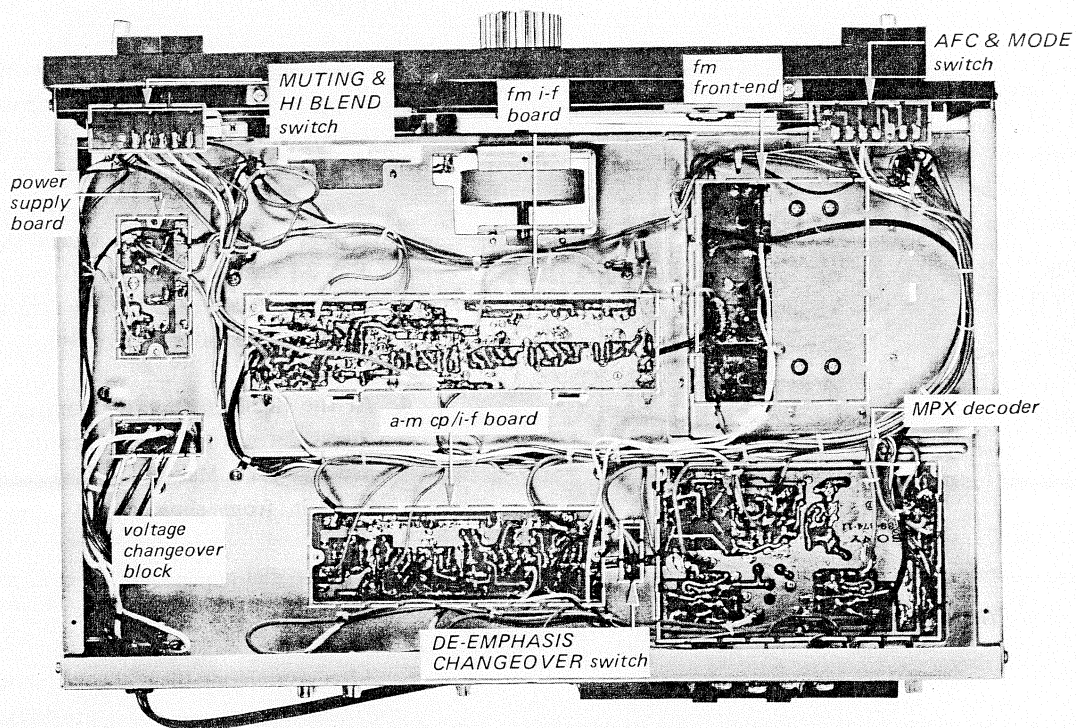 AFC & MODE
switch
MUTING &
HI BLEND
switch
fm i-f
board
fm
front-end
power
supply
board
a-m cp/i-f board
MPX decoder
voltage
changeover
block
DE-EMPHASIS
CHANGEOVER switch
SONY